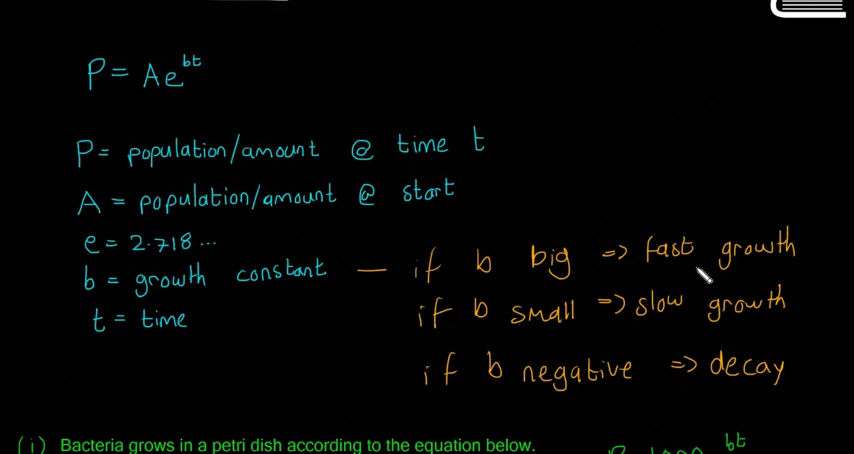 P = Ae^bt
P = population/amount @ time t
A = population/amount @ start
e = 2.718...
b = growth constant — if b big => fast growth
if b small => slow growth
t = time
if b negative => decay
(i) Bacteria grows in a petri dish according to the equation below.
bt